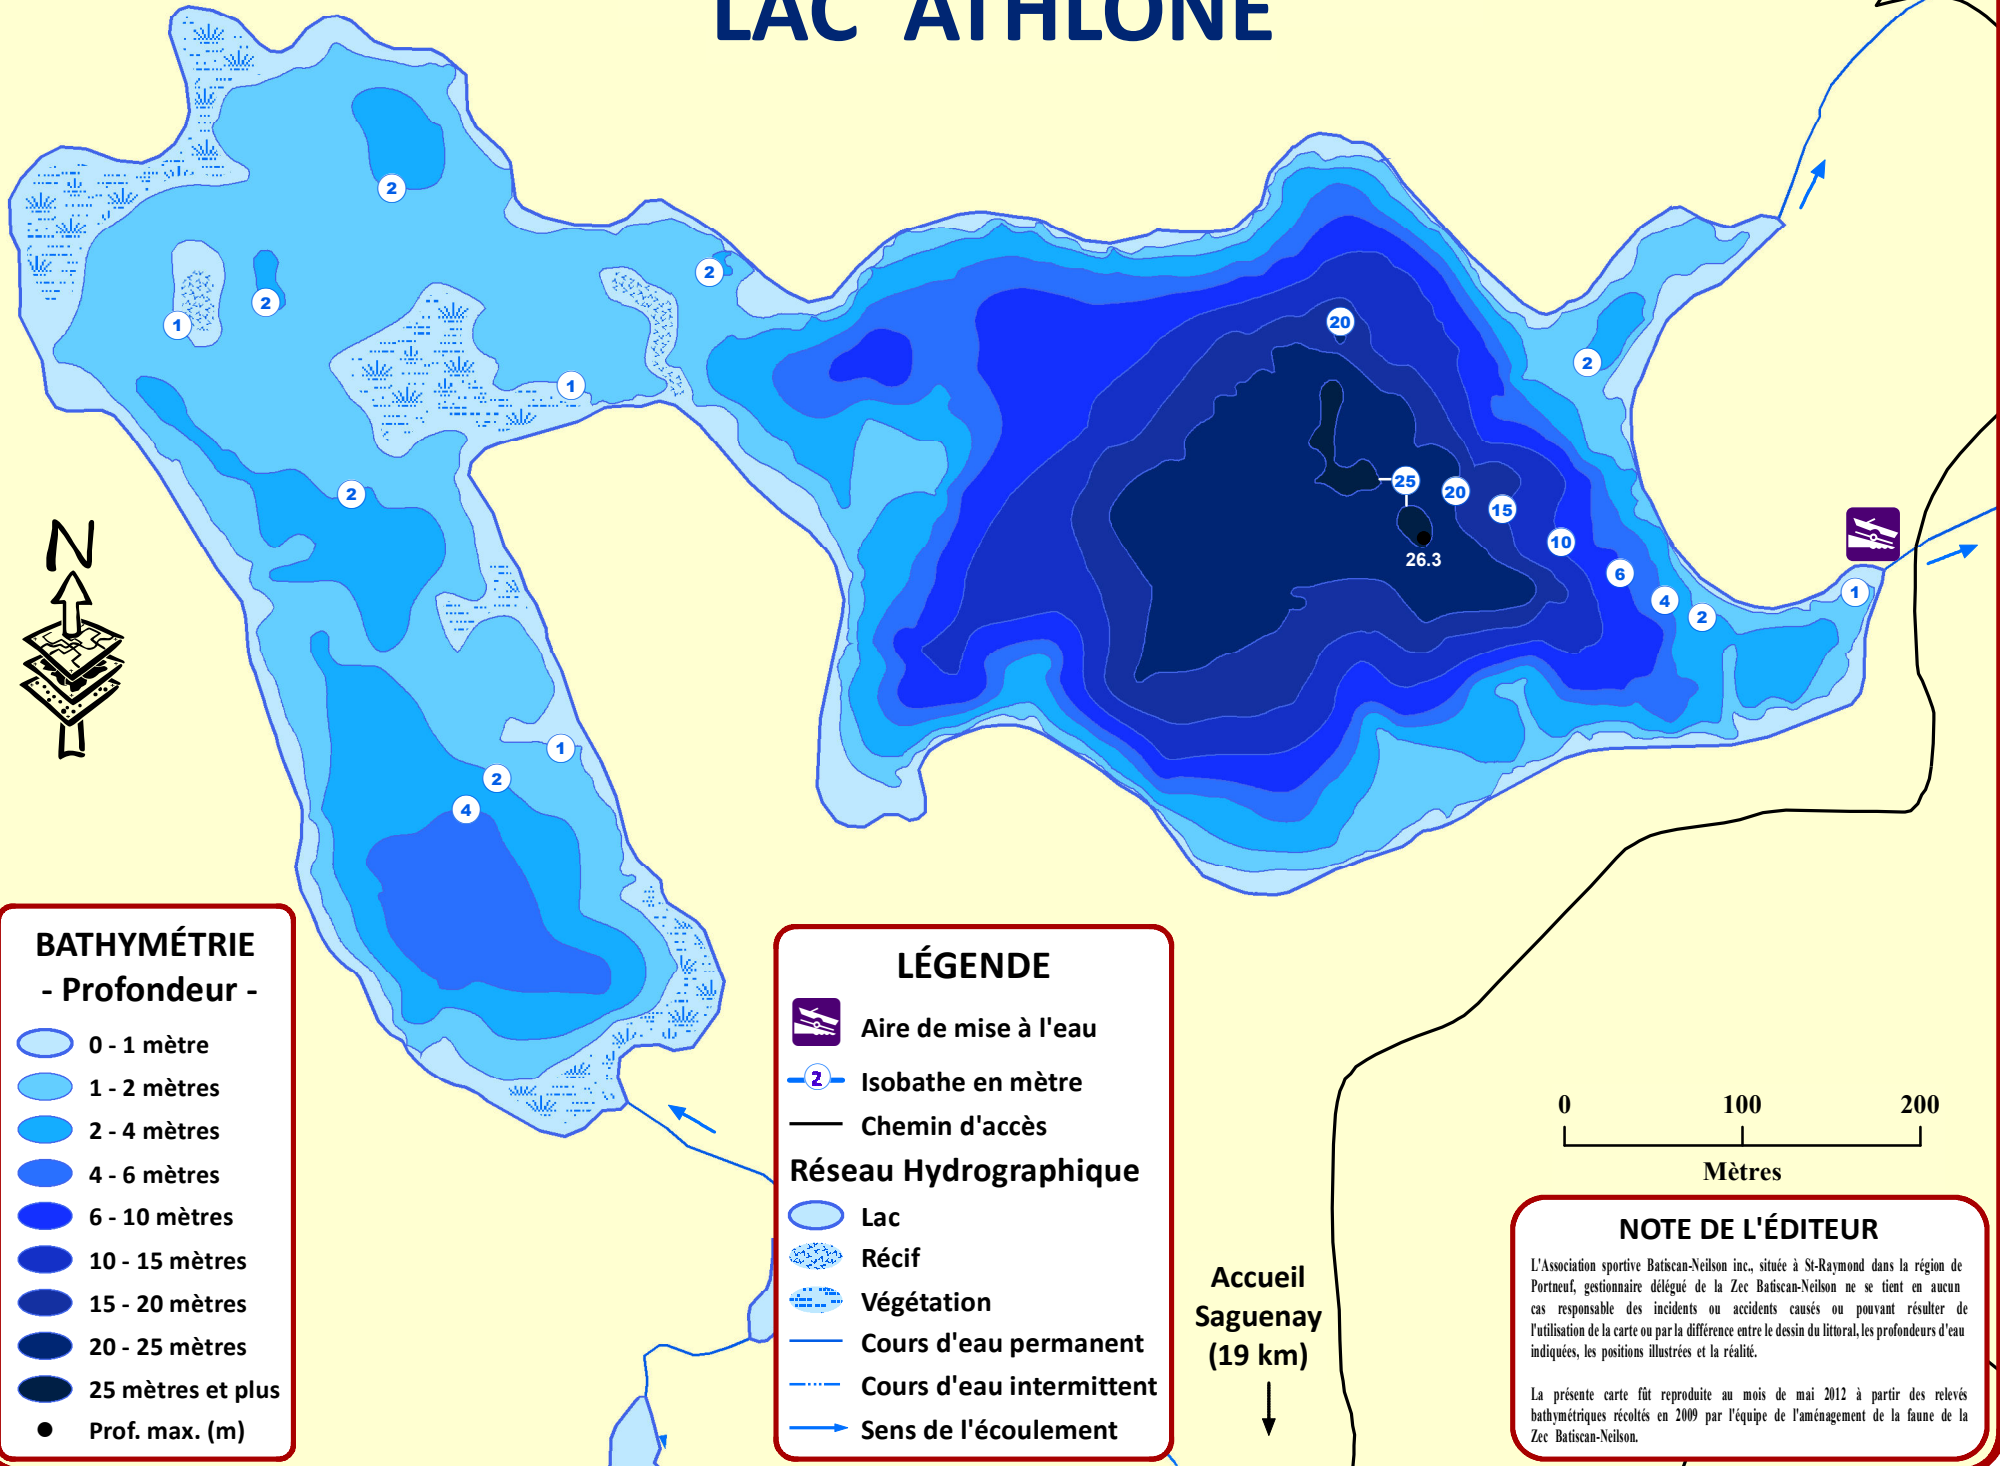 LAC ATHLONE
2
2
2
1
1
20
2
2
25
20
15
10
26.3
6
4
2
1
N
1
2
4
BATHYMÉTRIE
- Profondeur -
0 - 1 mètre
1 - 2 mètres
2 - 4 mètres
4 - 6 mètres
6 - 10 mètres
10 - 15 mètres
15 - 20 mètres
20 - 25 mètres
25 mètres et plus
Prof. max. (m)
LÉGENDE
Aire de mise à l'eau
2
Isobathe en mètre
Chemin d'accès
Réseau Hydrographique
Lac
Récif
Végétation
Cours d'eau permanent
Cours d'eau intermittent
Sens de l'écoulement
Accueil
Saguenay
(19 km)
0 100 200
Mètres
NOTE DE L'ÉDITEUR
L'Association sportive Batiscan-Neilson inc., située à St-Raymond dans la région de
Portneuf, gestionnaire délégué de la Zec Batiscan-Neilson ne se tient en aucun
cas responsable des incidents ou accidents causés ou pouvant résulter de
l'utilisation de la carte ou par la différence entre le dessin du littoral, les profondeurs d'eau
indiquées, les positions illustrées et la réalité.
La présente carte fût reproduite au mois de mai 2012 à partir des relevés
bathymétriques récoltés en 2009 par l'équipe de l'aménagement de la faune de la
Zec Batiscan-Neilson.